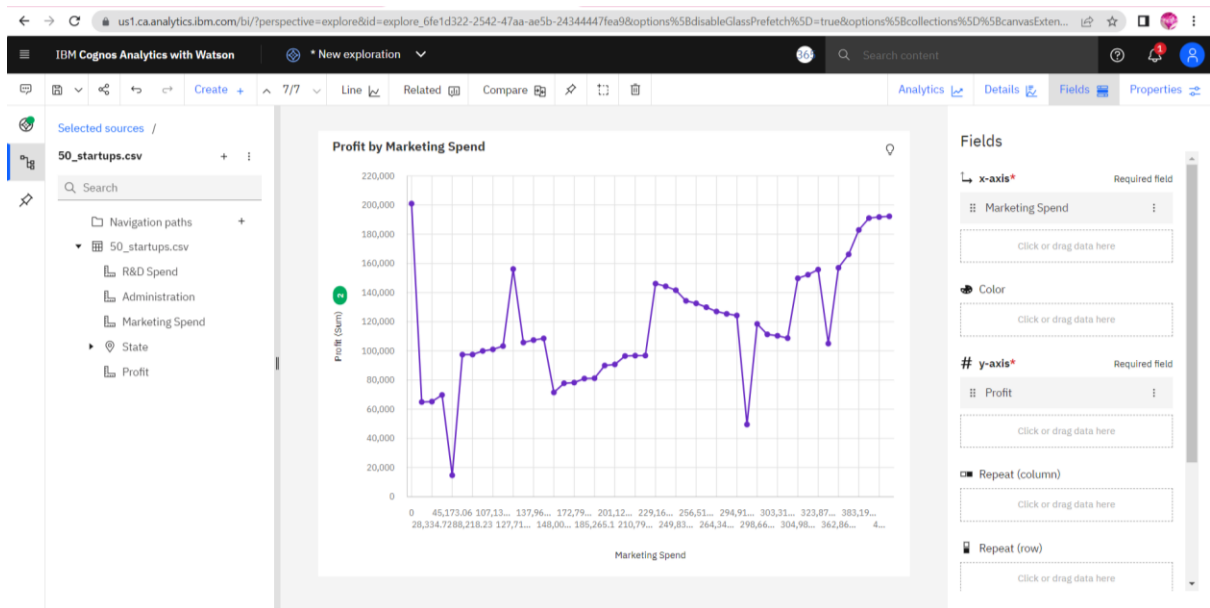 us1.ca.analytics.ibm.com/bi/?perspective=explore&id=explore_6fe1d322-2542-47aa-ae5b-24344447fea9&options%5BdisableGlassPrefetch%5D=true&options%5Bcollections%5D%5BcanvasExten...
IBM Cognos Analytics with Watson
* New exploration
365
Search content
1
Create +
7/7
Line
Related
Compare
Analytics
Details
Fields
Properties
Selected sources /
50_startups.csv
Search
Navigation paths
50_startups.csv
R&D Spend
Administration
Marketing Spend
State
Profit
Profit by Marketing Spend
220,000
200,000
180,000
160,000
140,000
120,000
100,000
80,000
60,000
40,000
20,000
0
Profit (Sum)
2
0 45,173.06 107,13... 137,96... 172,79... 201,12... 229,16... 256,51... 294,91... 303,31... 323,87... 383,19...
28,334.72 88,218.23 127,71... 148,00... 185,265.1 210,79... 249,83... 264,34... 298,66... 304,98... 362,86... 4...
Marketing Spend
Fields
x-axis*
Required field
Marketing Spend
Click or drag data here
Color
Click or drag data here
# y-axis*
Required field
Profit
Click or drag data here
Repeat (column)
Click or drag data here
Repeat (row)
Click or drag data here